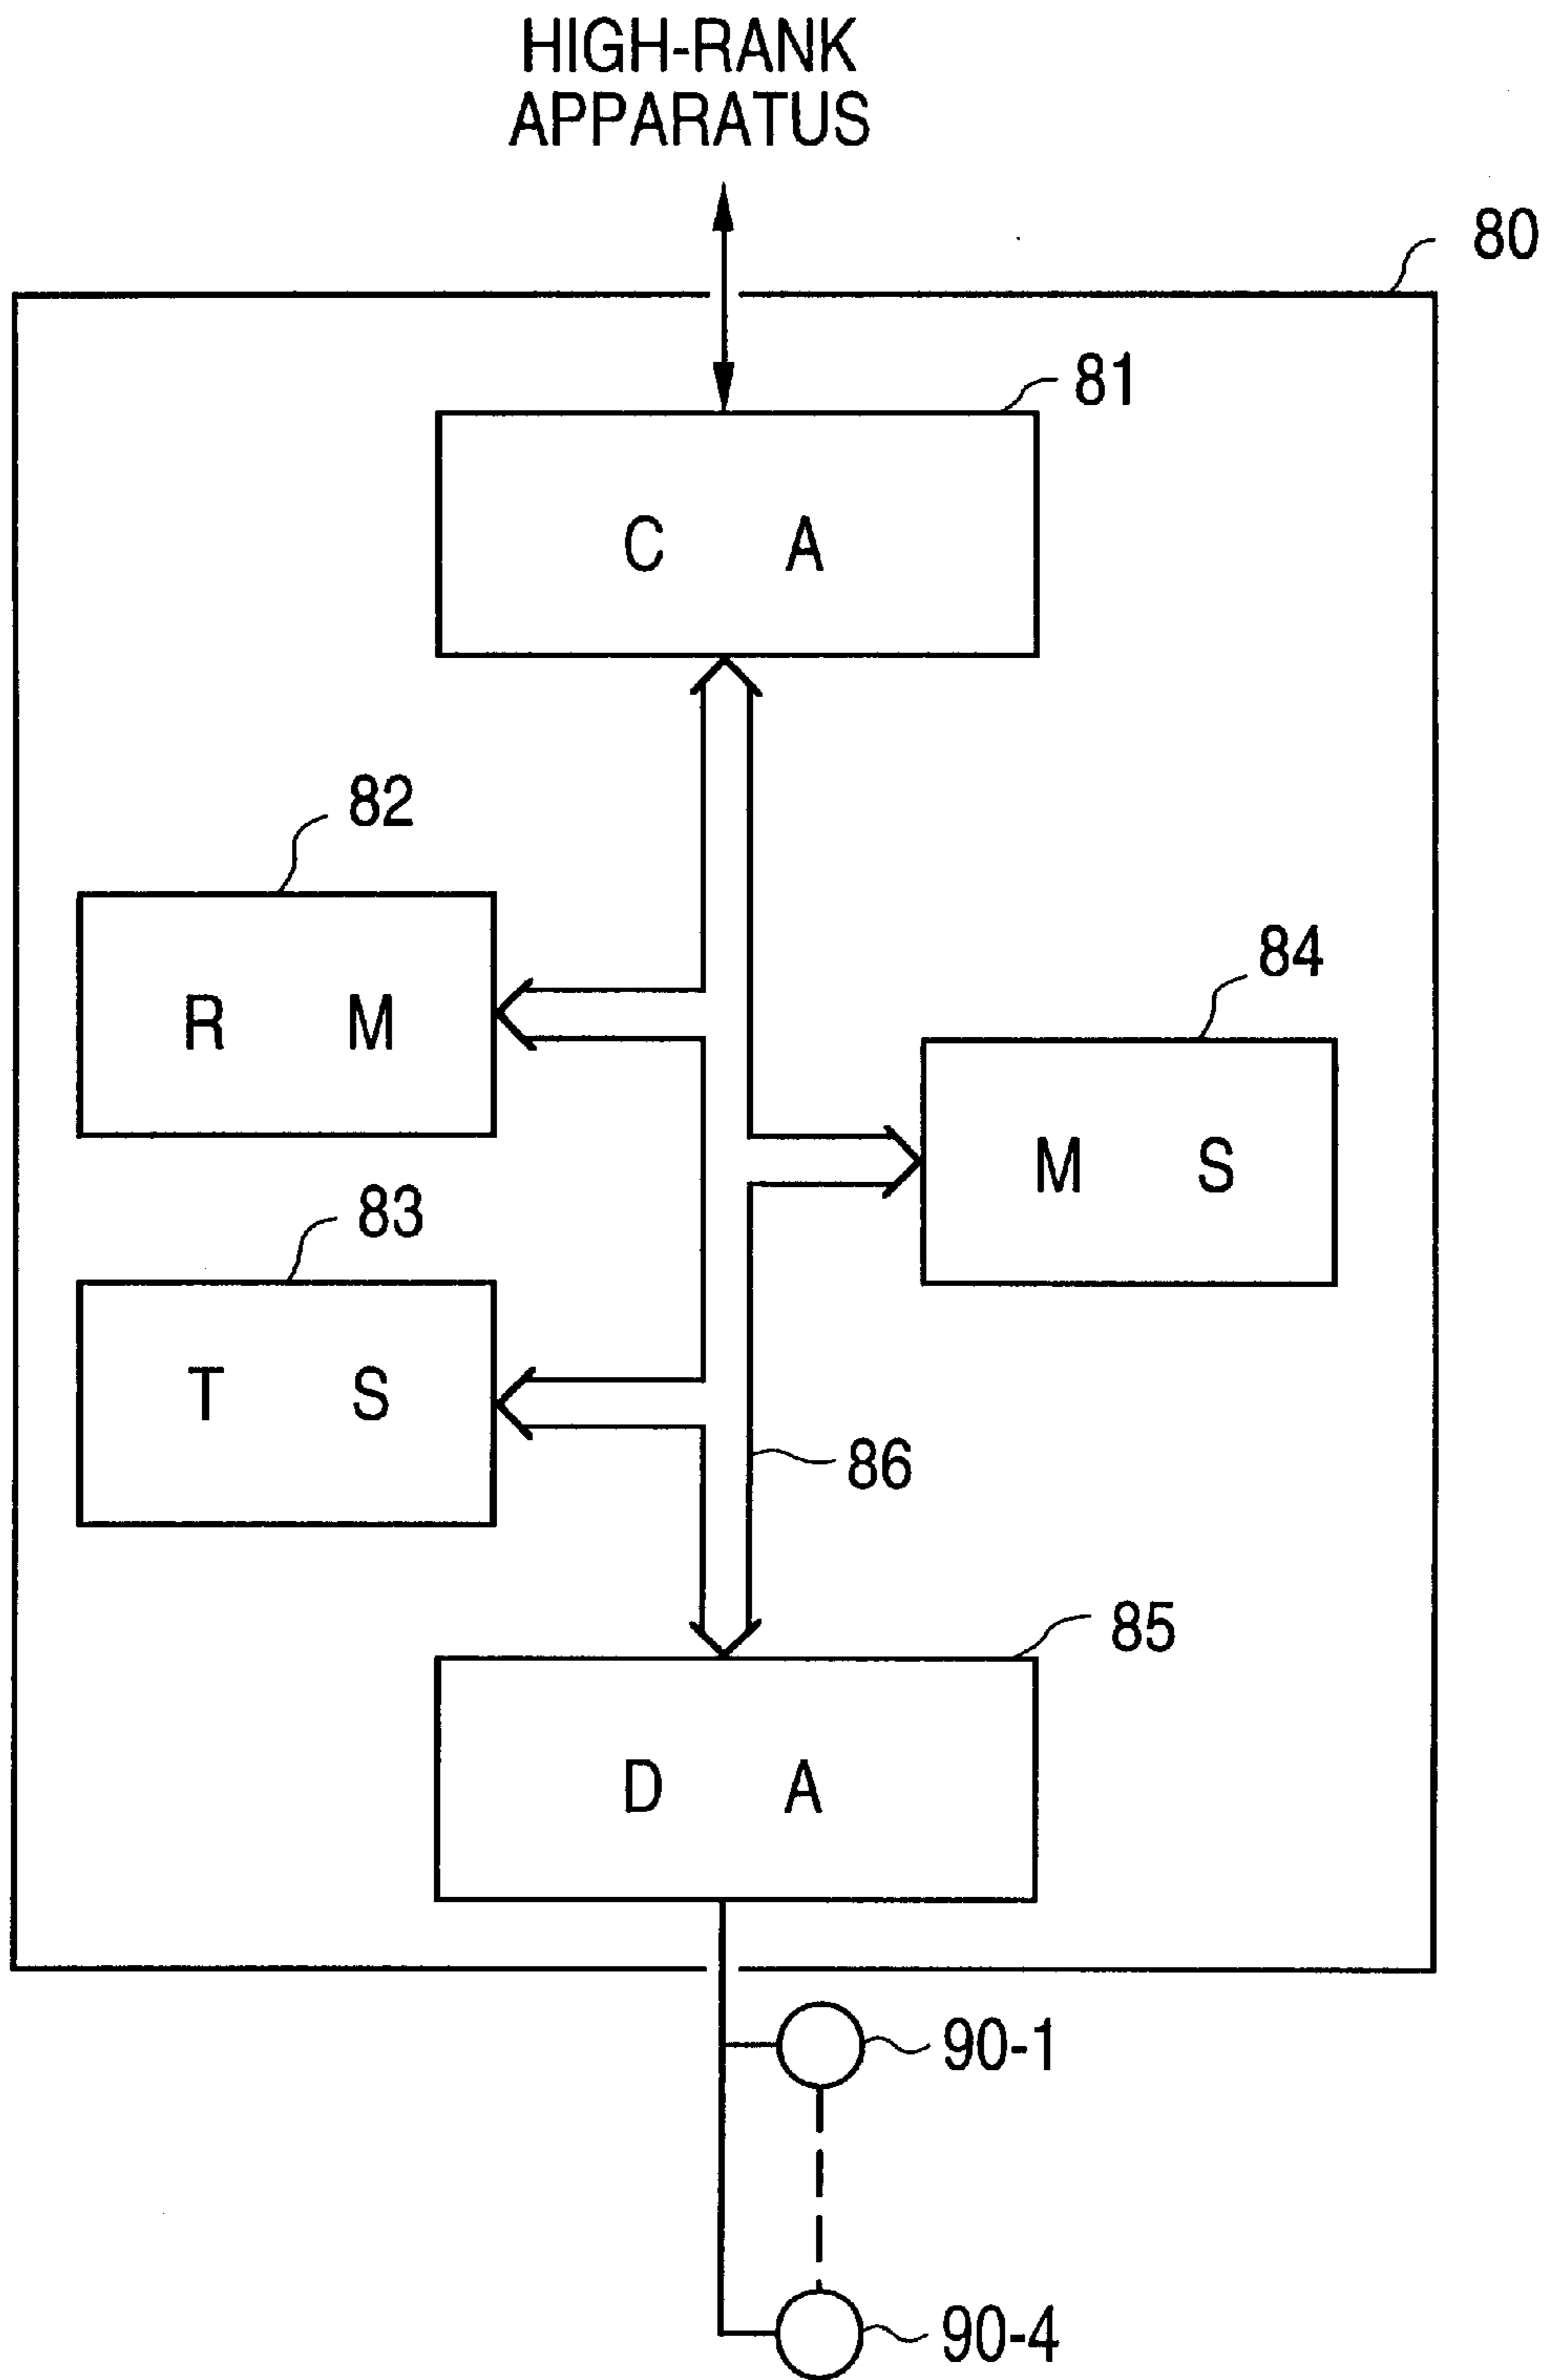 HIGH-RANK
APPARATUS
80
81
C A
82
R M
84
M S
83
T S
86
85
D A
90-1
90-4